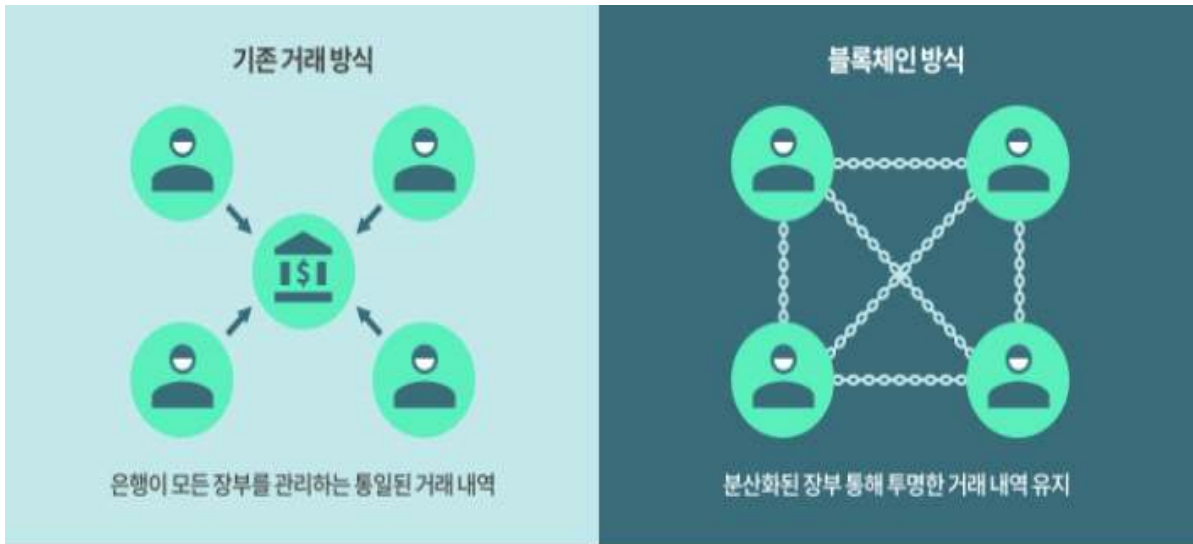 기존 거래 방식
블록체인 방식
$
은행이 모든 장부를 관리하는 통일된 거래 내역
분산화된 장부 통해 투명한 거래 내역 유지